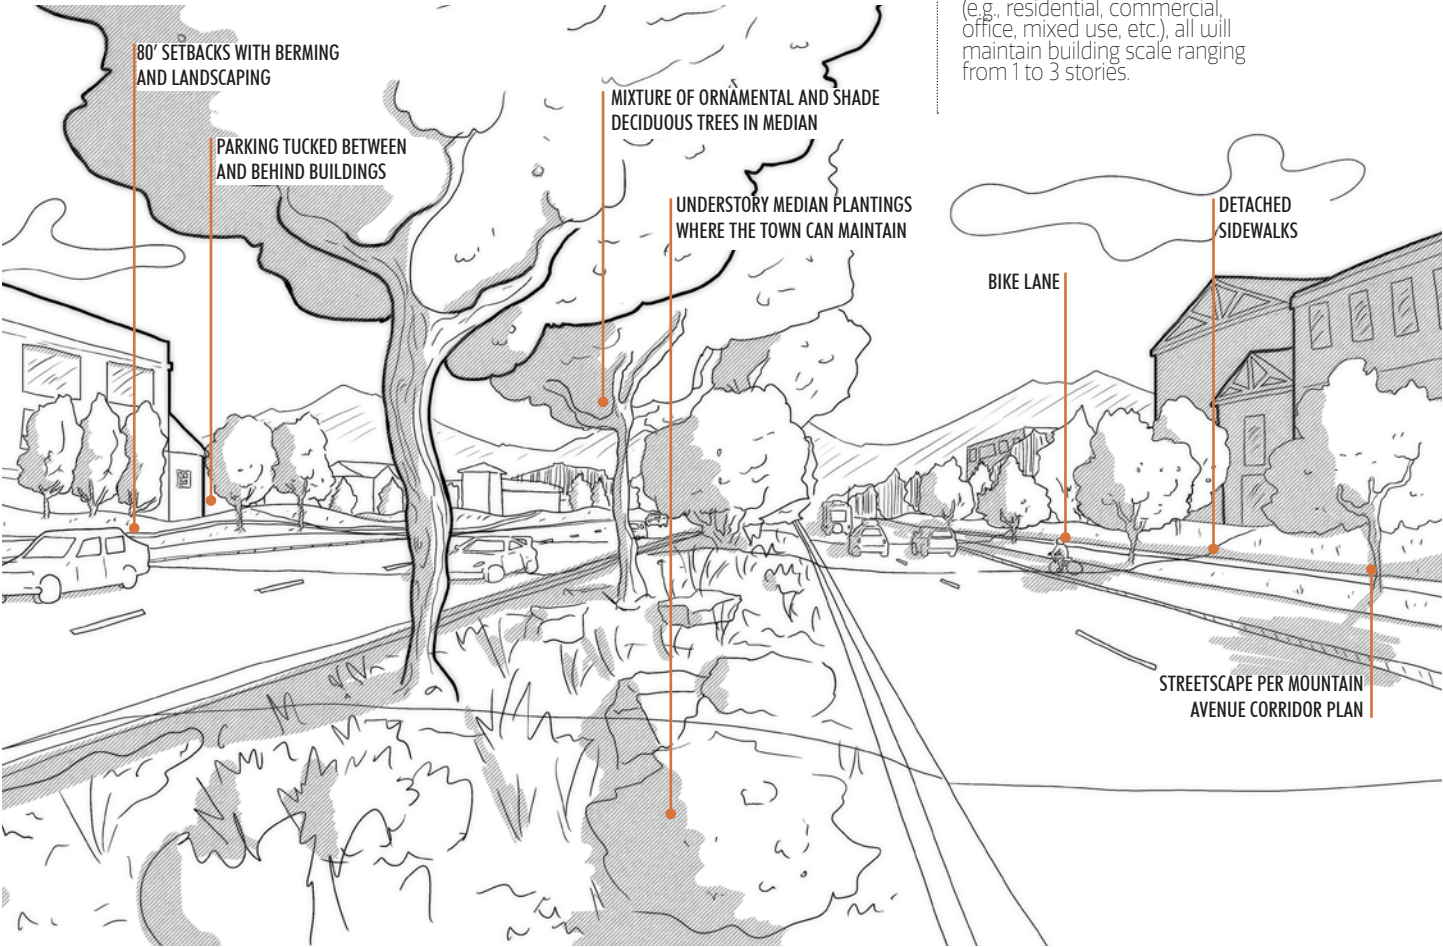 (e.g., residential, commercial,
office, mixed use, etc.), all will
maintain building scale ranging
from 1 to 3 stories.
80' SETBACKS WITH BERMING
AND LANDSCAPING
MIXTURE OF ORNAMENTAL AND SHADE
DECIDUOUS TREES IN MEDIAN
PARKING TUCKED BETWEEN
AND BEHIND BUILDINGS
UNDERSTORY MEDIAN PLANTINGS
WHERE THE TOWN CAN MAINTAIN
DETACHED
SIDEWALKS
BIKE LANE
STREETSCAPE PER MOUNTAIN
AVENUE CORRIDOR PLAN